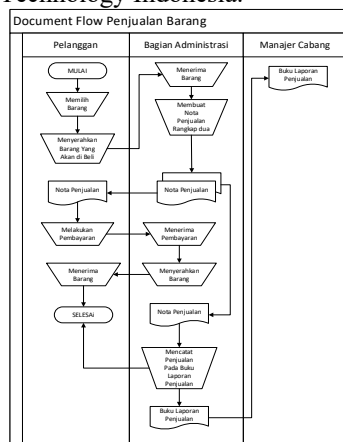 Technology Indonesia.
Document Flow Penjualan Barang
Pelanggan
Bagian Administrasi
Manajer Cabang
MULAI
Memilih
Barang
Menyerahkan
Barang Yang
Akan di Beli
Menerima
Barang
Membuat
Nota
Penjualan
Rangkap dua
Buku Laporan
Penjualan
Nota Penjualan
Nota Penjualan
Melakukan
Pembayaran
Menerima
Pembayaran
Menerima
Barang
Menyerahkan
Barang
SELESAi
Nota Penjualan
Mencatat
Penjualan
Pada Buku
Laporan
Penjualan
Buku Laporan
Penjualan